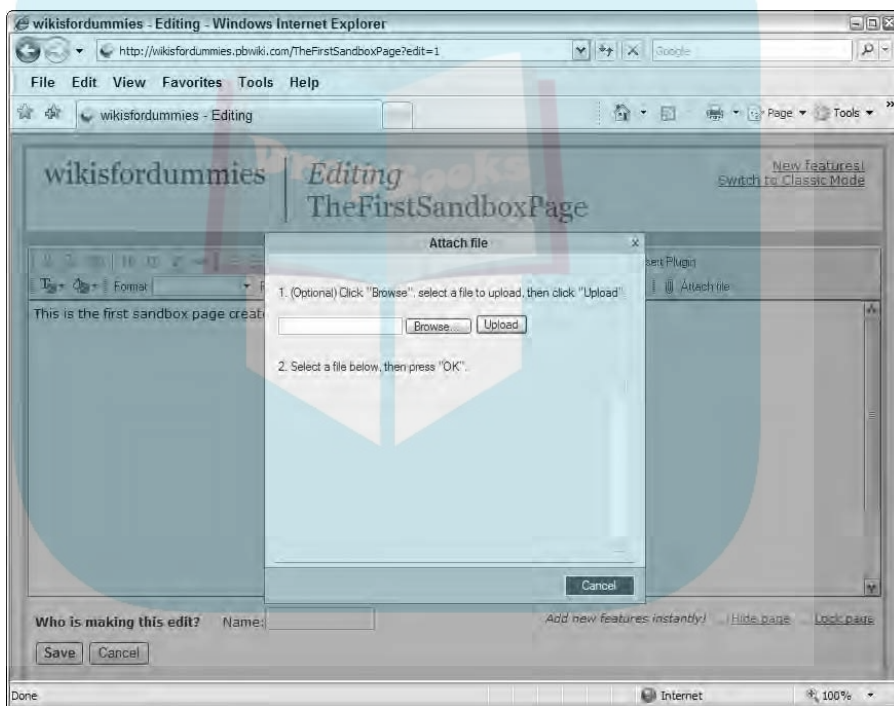 wikisfordummies - Editing - Windows Internet Explorer
http://wikisfordummies.pbwiki.com/TheFirstSandboxPage?edit=1
Google
File Edit View Favorites Tools Help
wikisfordummies - Editing
Page Tools
wikisfordummies
Editing
TheFirstSandboxPage
New features!
Switch to Classic Mode
Attach file x
Format
Plugin
Attach file
This is the first sandbox page
1. (Optional) Click "Browse", select a file to upload, then click "Upload"
Browse... Upload
2. Select a file below, then press "OK".
Cancel
Who is making this edit? Name:
Add new features instantly! Hide page Lock page
Save Cancel
Done Internet 100%